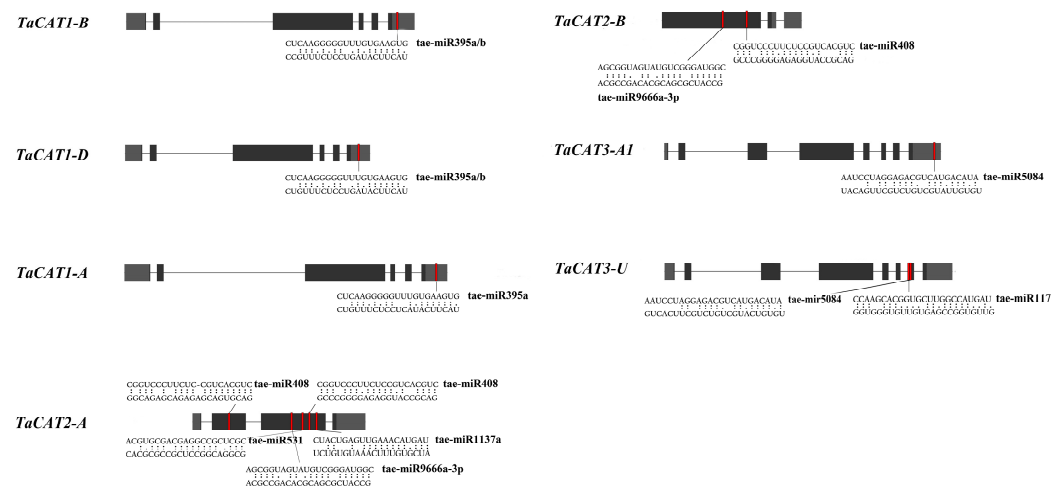 TaCAT1-B
CUCAAGGGGGUUUGUGAAGUG tae-miR395a/b
CCGUUUCUCCUGAUACUUCAU
TaCAT2-B
CGGUCCCUUCUCCGUCACGUC tae-miR408
GCCCGGGGAGAGGUACCGCAG
AGCGGUAGUAUGUCGGGAUGGC
ACGCCGACACGCAGCGCUACCG
tae-miR9666a-3p
TaCAT1-D
CUCAAGGGGGUUUGUGAAGUG tae-miR395a/b
CUGUUUCUCCUGAUACUUCAU
TaCAT3-A1
AAUCCUAGGAGACGUCAUGACAUA tae-miR5084
UACAGUUCGUCUGUCGUAUUGUGU
TaCAT1-A
CUCAAGGGGGUUUGUGAAGUG tae-miR395a
CUGUUUCUCCUCAUACUUCAU
TaCAT3-U
AAUCCUAGGAGACGUCAUGACAUA tae-mir5084
GUCACUUCGUCUGUCGUACUGUGU
CCAAGCACGGUGCUUGGCCAUGAU tae-miR117
GGUGGGUGUUGUGAGCCGGUGUUG
TaCAT2-A
CGGUCCCUUCUC-CGUCACGUC tae-miR408
GGCAGAGCAGAGAGCAGUGCAG
CGGUCCCUUCUCCGUCACGUC tae-miR408
GCCCGGGGAGAGGUACCGCAG
ACGUGCGACGAGGCCGCUCGC tae-miR531
CACGCGCCGCUCCGGCAGGCG
CUACUGAGUUGAAACAUGAU tae-miR1137a
UCUGUGUAAACUUUGUGCUA
AGCGGUAGUAUGUCGGGAUGGC tae-miR9666a-3p
ACGCCGACACGCAGCGCUACCG